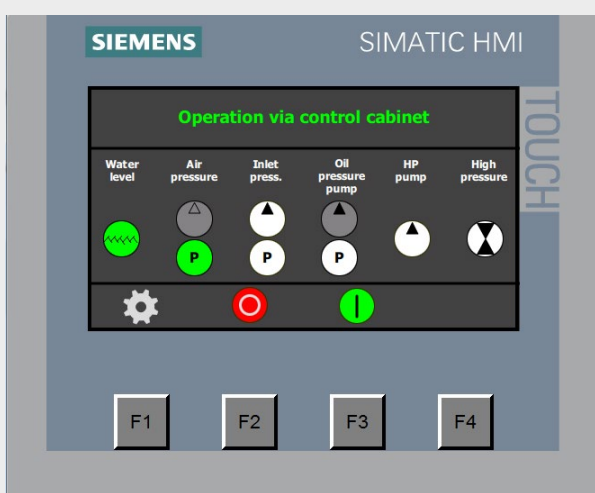 SIEMENS
SIMATIC HMI
TOUCH
Operation via control cabinet
Water
level
Air
pressure
Inlet
press.
Oil
pressure
pump
HP
pump
High
pressure
P
P
P
F1
F2
F3
F4